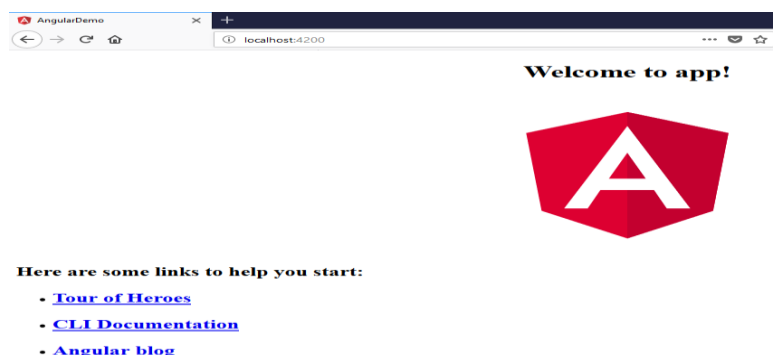 AngularDemo
localhost:4200
Welcome to app!
A
Here are some links to help you start:
Tour of Heroes
CLI Documentation
Angular blog